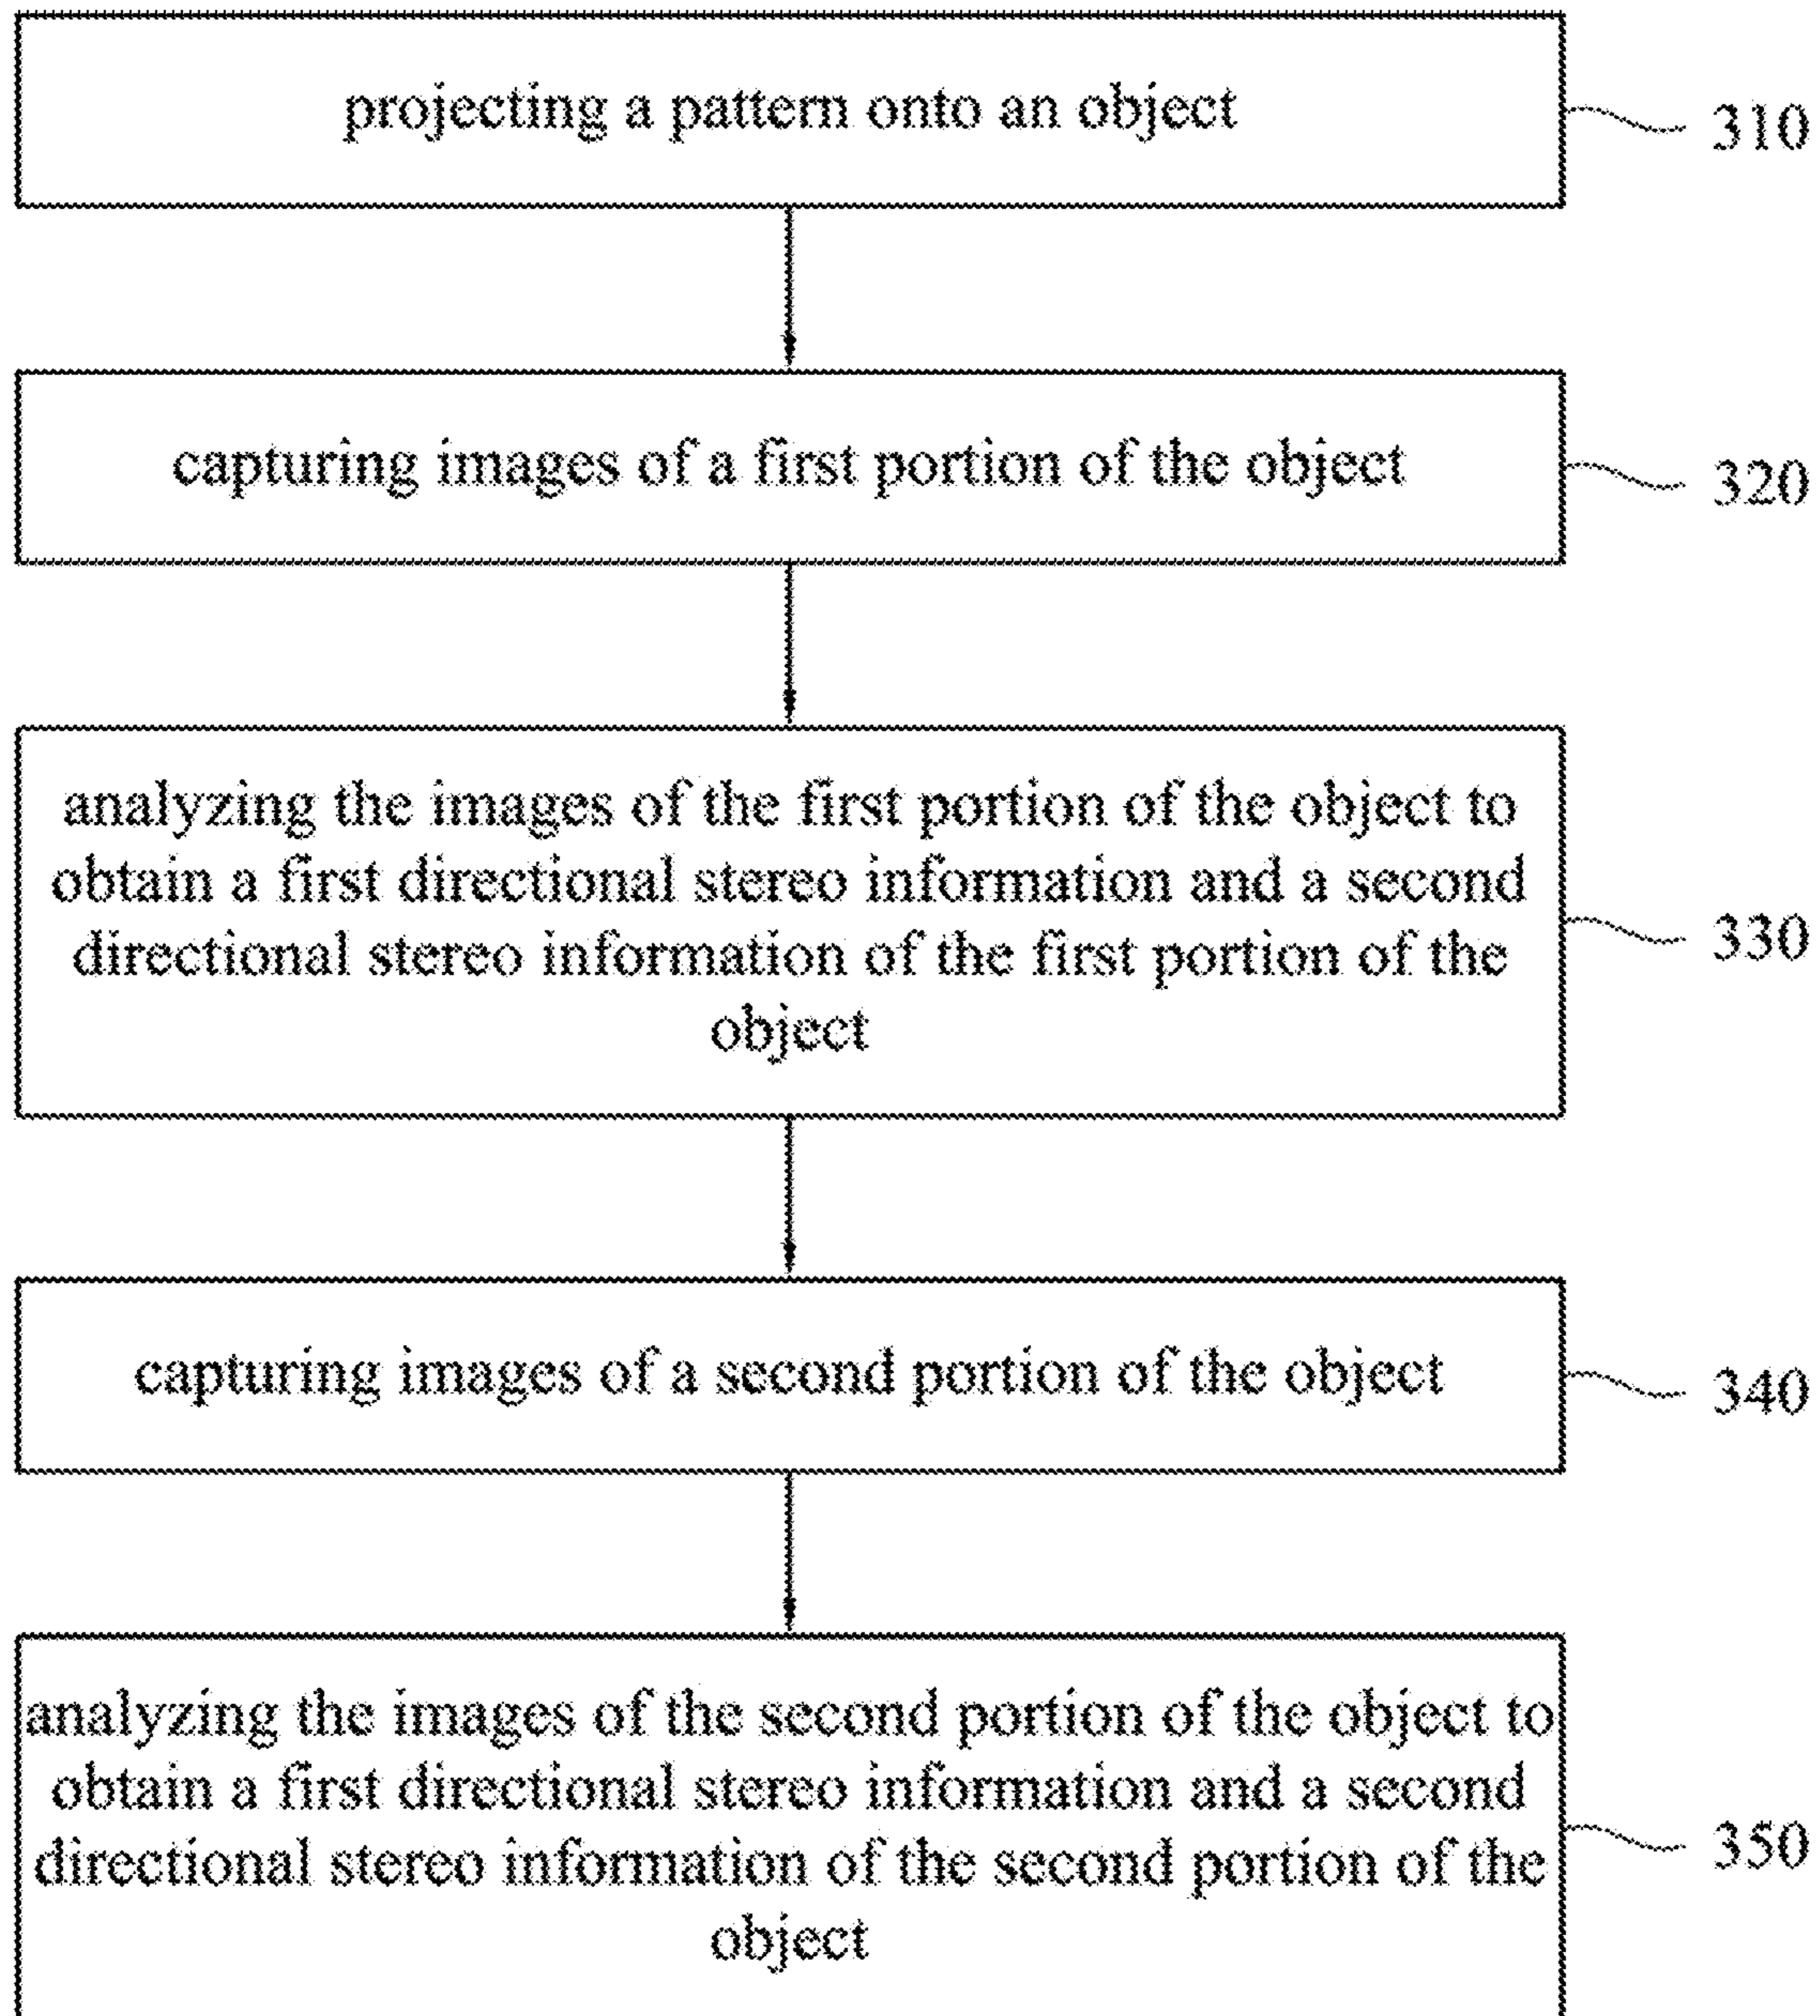 projecting a pattern onto an object
310
capturing images of a first portion of the object
320
analyzing the images of the first portion of the object to
obtain a first directional stereo information and a second
directional stereo information of the first portion of the
object
330
capturing images of a second portion of the object
340
analyzing the images of the second portion of the object to
obtain a first directional stereo information and a second
directional stereo information of the second portion of the
object
350